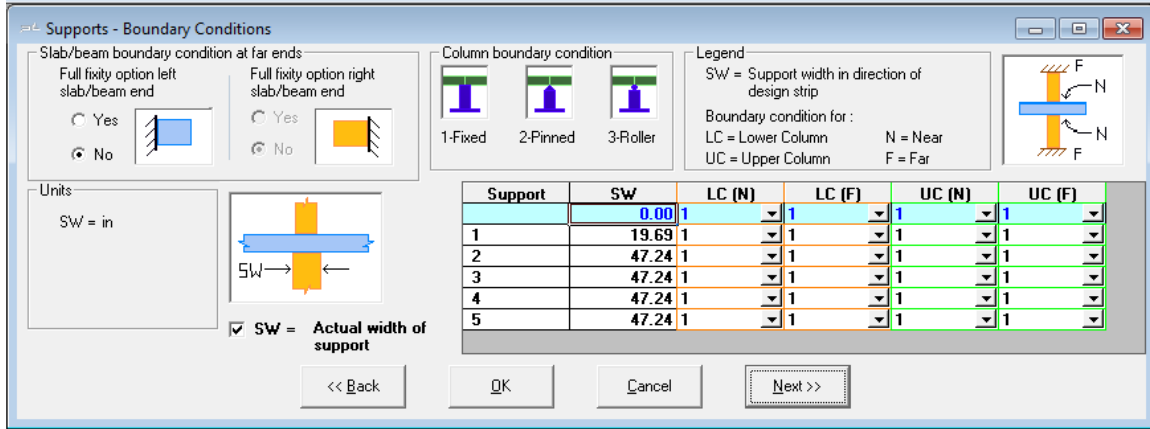 Supports - Boundary Conditions
Slab/beam boundary condition at far ends
Full fixity option left
slab/beam end
Yes
No
Full fixity option right
slab/beam end
Yes
No
Column boundary condition
1-Fixed 2-Pinned 3-Roller
Legend
SW = Support width in direction of
design strip
Boundary condition for :
LC = Lower Column N = Near
UC = Upper Column F = Far
F
N
N
F
Units
SW = in
SW
SW = Actual width of
support
Support SW LC (N) LC (F) UC (N) UC (F)
0.00 1 1 1 1
1 19.69 1 1 1 1
2 47.24 1 1 1 1
3 47.24 1 1 1 1
4 47.24 1 1 1 1
5 47.24 1 1 1 1
<< Back OK Cancel Next >>